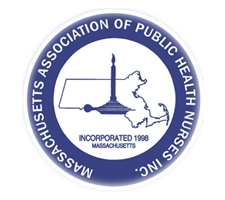 MASSACHUSETTS ASSOCIATION OF PUBLIC HEALTH NURSES INC.
INCORPORATED 1998
MASSACHUSETTS